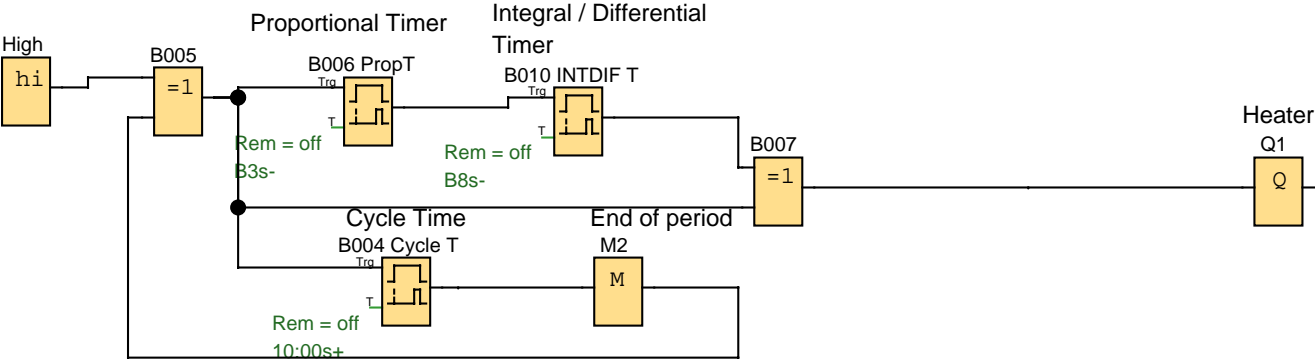 Proportional Timer
Integral / Differential
Timer
High
hi
B005
=1
B006 PropT
Trg
T
Rem = off
B3s-
B010 INTDIF T
Trg
T
Rem = off
B8s-
B007
=1
Heater
Q1
Q
Cycle Time
B004 Cycle T
Trg
T
Rem = off
10:00s+
End of period
M2
M